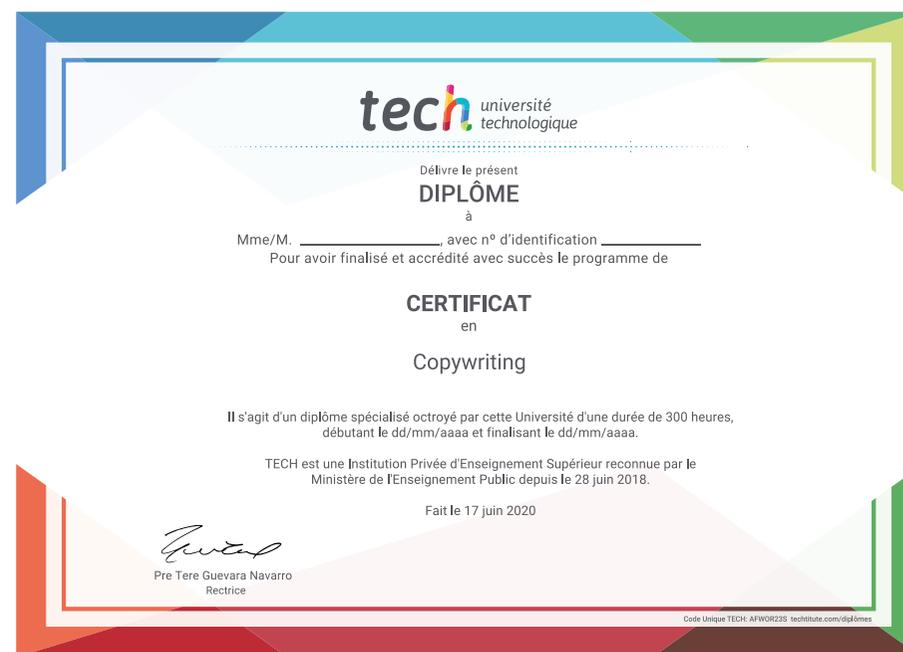 tech université
technologique
Délivre le présent
DIPLÔME
à
Mme/M. ____________________, avec nº d'identification ______________
Pour avoir finalisé et accrédité avec succès le programme de
CERTIFICAT
en
Copywriting
Il s'agit d'un diplôme spécialisé octroyé par cette Université d'une durée de 300 heures,
débutant le dd/mm/aaaa et finalisant le dd/mm/aaaa.
TECH est une Institution Privée d'Enseignement Supérieur reconnue par le
Ministère de l'Enseignement Public depuis le 28 juin 2018.
Fait le 17 juin 2020
Pre Tere Guevara Navarro
Rectrice
Code Unique TECH: AFWOR23S techtitute.com/diplômes